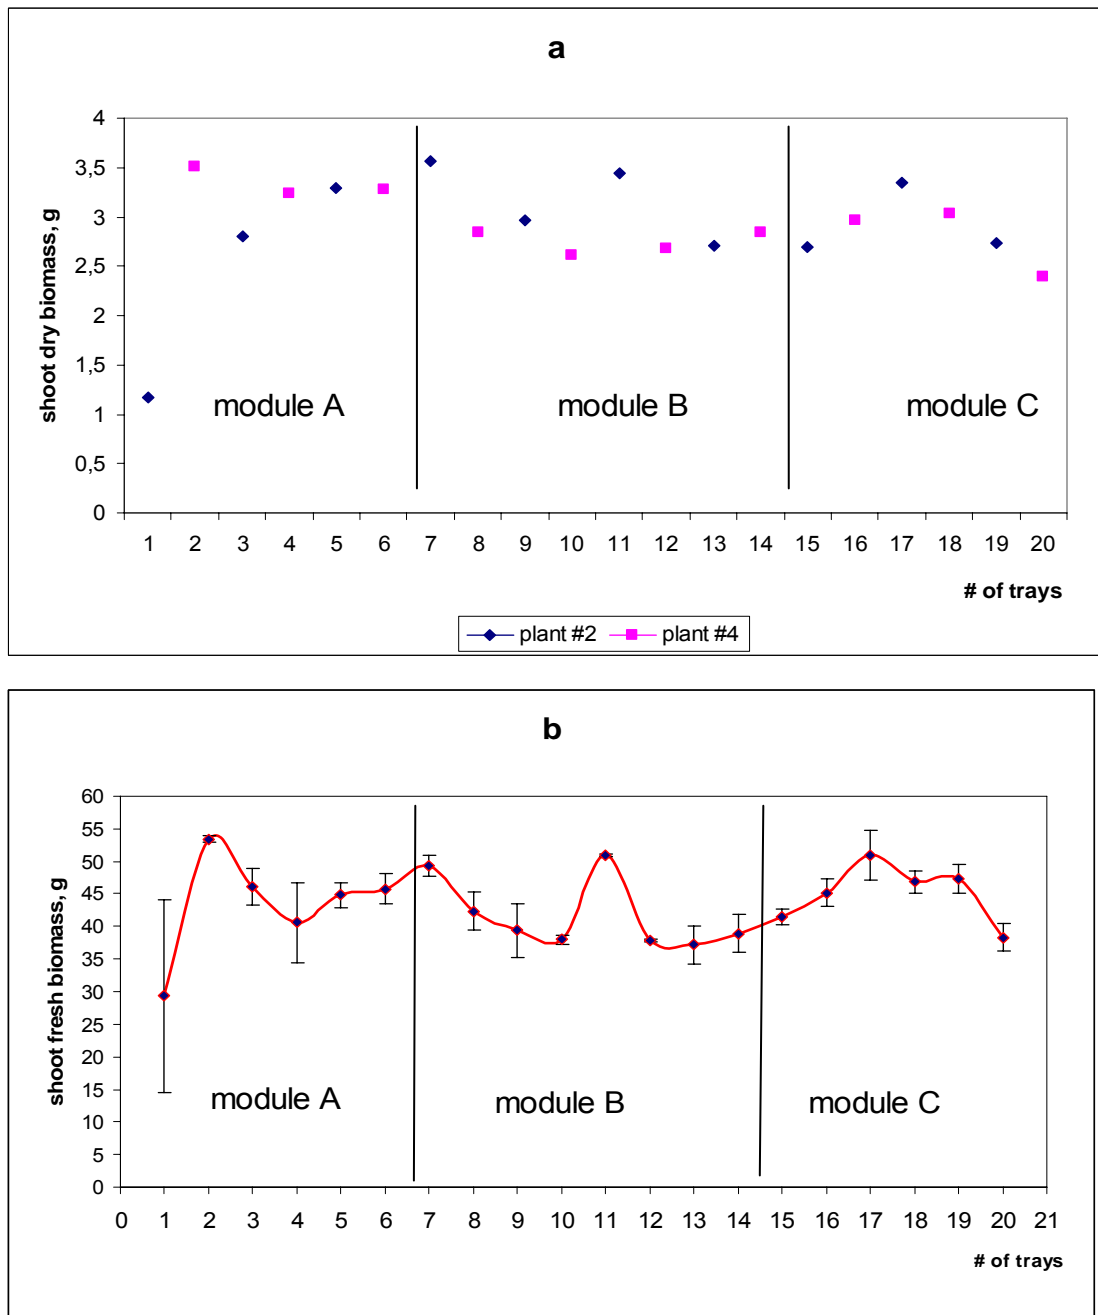 a
shoot dry biomass, g
4
3,5
3
2,5
2
1,5
1
0,5
0
module A
module B
module C
1 2 3 4 5 6 7 8 9 10 11 12 13 14 15 16 17 18 19 20
# of trays
plant #2 plant #4
b
shoot fresh biomass, g
60
55
50
45
40
35
30
25
20
15
10
5
0
module A
module B
module C
0 1 2 3 4 5 6 7 8 9 10 11 12 13 14 15 16 17 18 19 20 21
# of trays